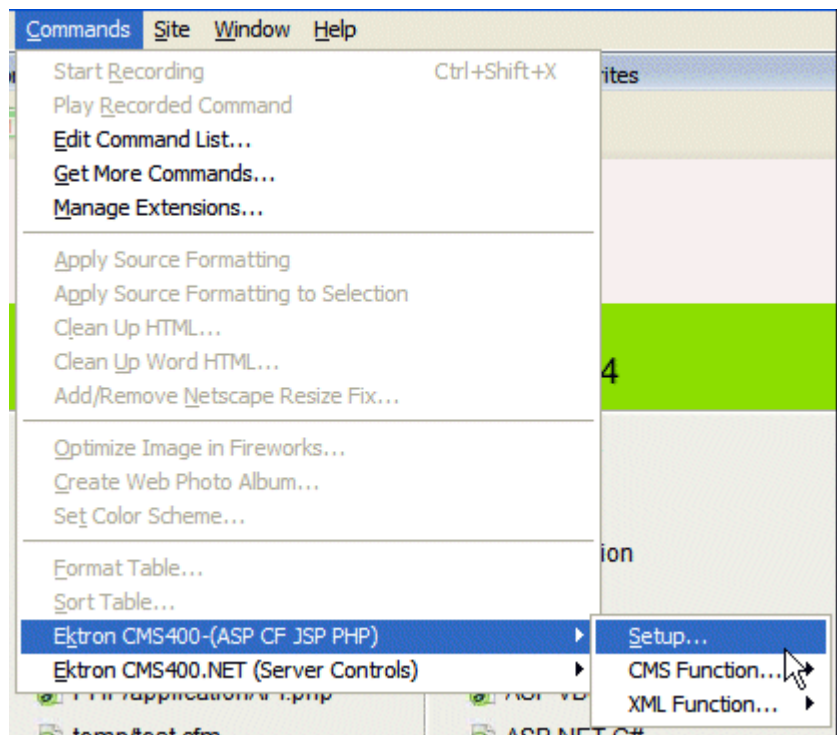 Commands Site Window Help
Start Recording Ctrl+Shift+X
rites
Play Recorded Command
Edit Command List...
Get More Commands...
Manage Extensions...
Apply Source Formatting
Apply Source Formatting to Selection
Clean Up HTML...
Clean Up Word HTML...
4
Add/Remove Netscape Resize Fix...
Optimize Image in Fireworks...
Create Web Photo Album...
Set Color Scheme...
ion
Format Table...
Sort Table...
Ektron CMS400-(ASP CF JSP PHP)
Setup...
Ektron CMS400.NET (Server Controls)
CMS Function...
XML Function...